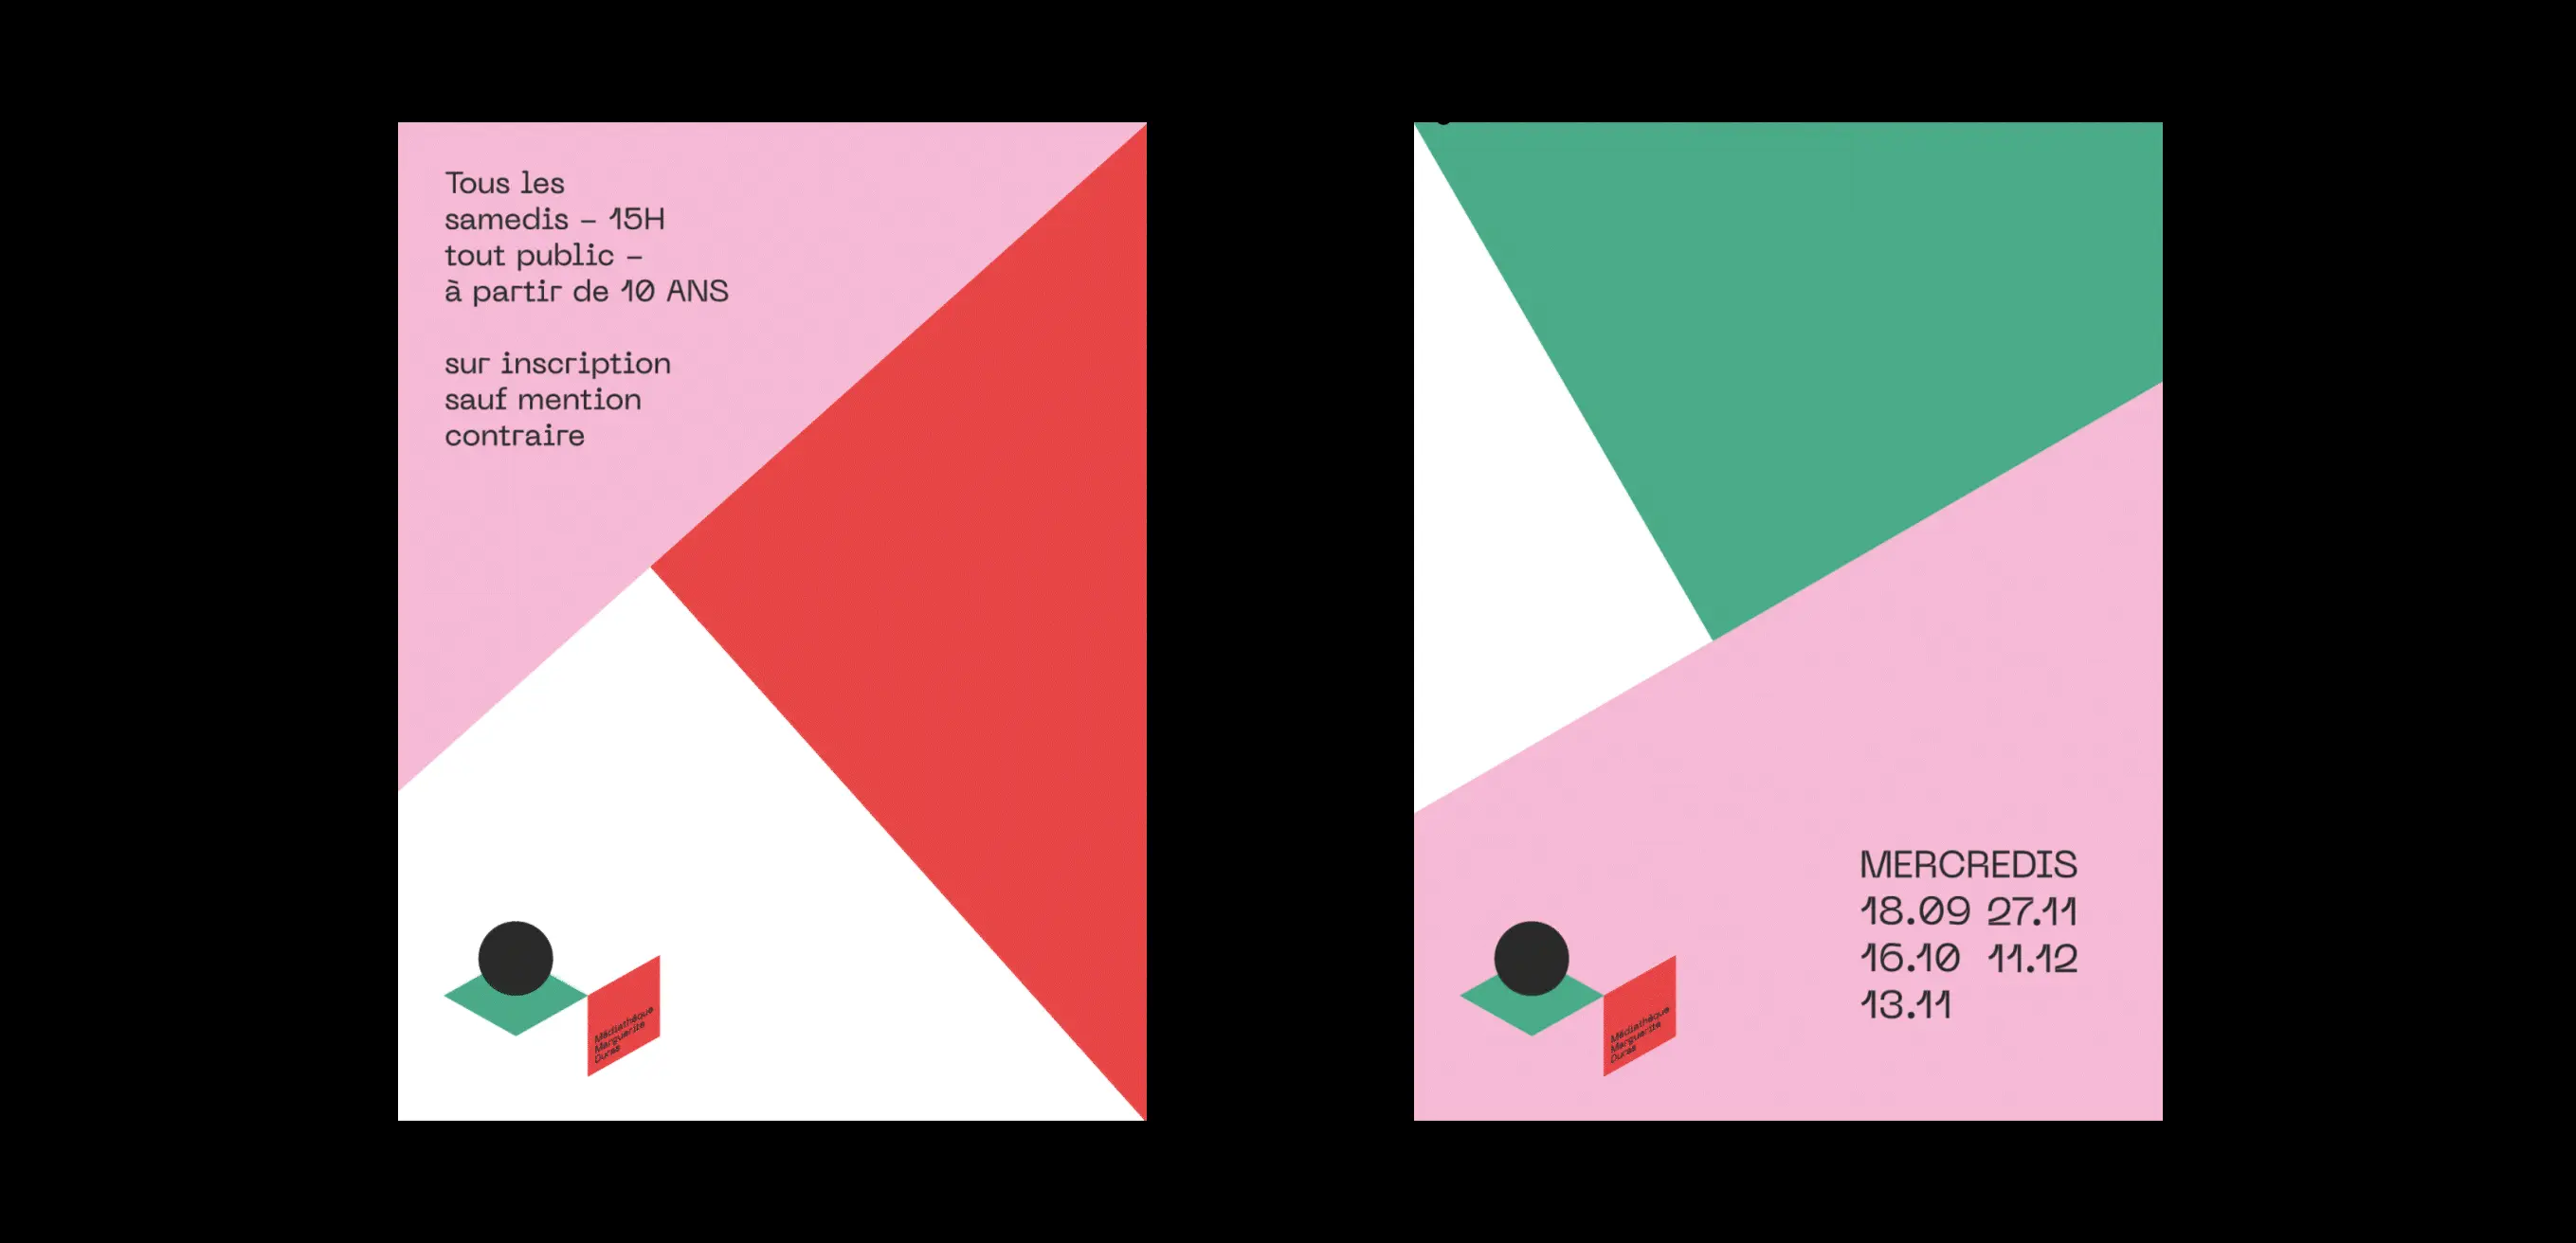 Tous les
samedis – 15H
tout public –
à partir de 10 ANS
sur inscription
sauf mention
contraire
Médiathèque
Marguerite
Duras
MERCREDIS
18.09 27.11
16.10 11.12
13.11
Médiathèque
Marguerite
Duras